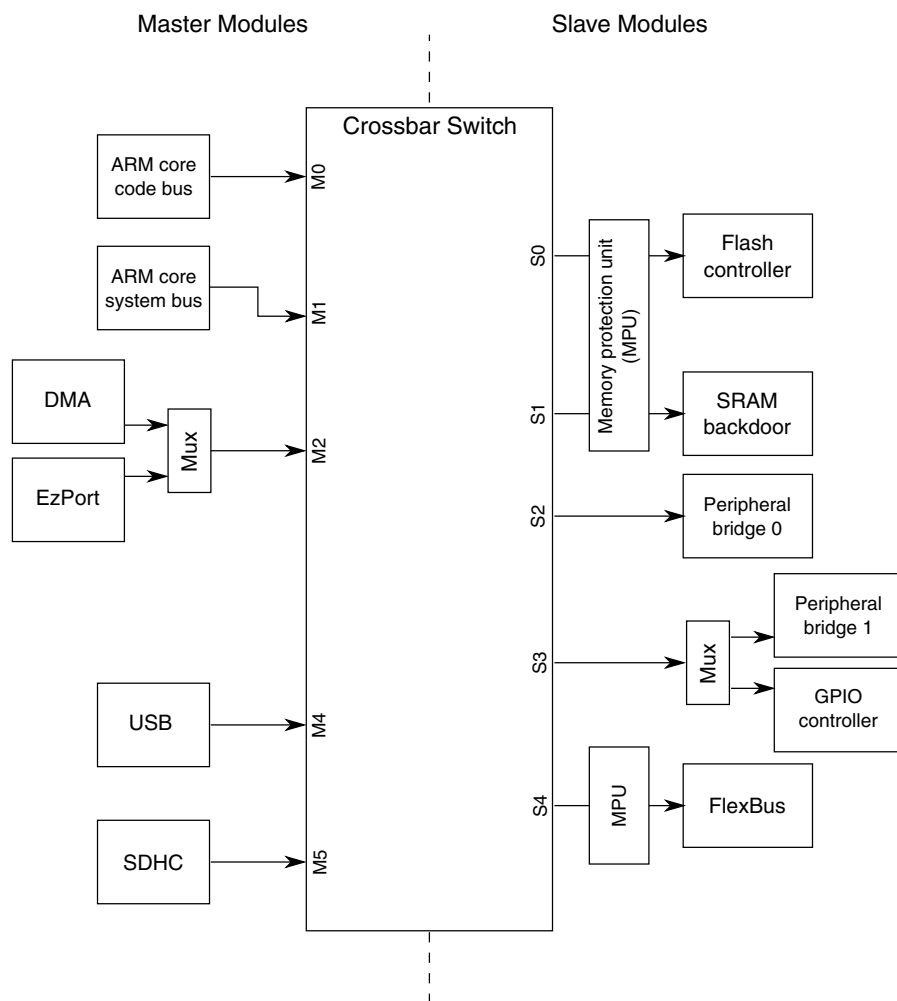 Master Modules
Slave Modules
Crossbar Switch
ARM core
code bus
M0
ARM core
system bus
M1
DMA
EzPort
Mux
M2
USB
M4
SDHC
M5
S0
Memory protection unit
(MPU)
Flash
controller
S1
SRAM
backdoor
S2
Peripheral
bridge 0
S3
Mux
Peripheral
bridge 1
GPIO
controller
S4
MPU
FlexBus